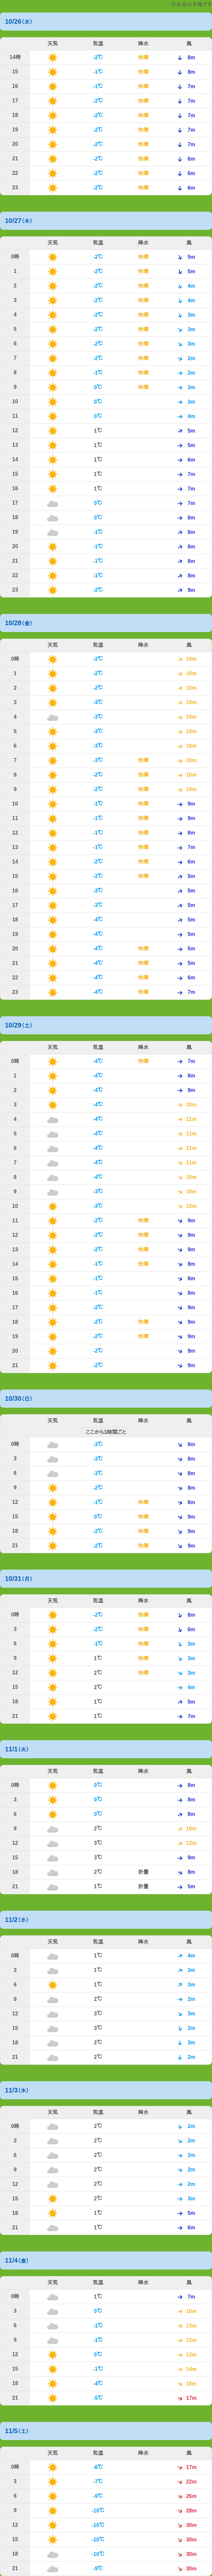 10/26(水)
天気 気温 降水 風
14時 -2℃ 快晴 8m
15 -1℃ 快晴 8m
16 -1℃ 快晴 7m
17 -2℃ 快晴 7m
18 -2℃ 快晴 7m
19 -2℃ 快晴 7m
20 -2℃ 快晴 7m
21 -2℃ 快晴 6m
22 -2℃ 快晴 6m
23 -2℃ 快晴 6m
10/27(木)
天気 気温 降水 風
0時 -2℃ 快晴 5m
1 -2℃ 快晴 5m
2 -2℃ 快晴 4m
3 -2℃ 快晴 4m
4 -2℃ 快晴 3m
5 -2℃ 快晴 3m
6 -2℃ 快晴 3m
7 -2℃ 快晴 2m
8 -1℃ 快晴 2m
9 0℃ 快晴 3m
10 0℃ 3m
11 0℃ 4m
12 1℃ 5m
13 1℃ 5m
14 1℃ 6m
15 1℃ 7m
16 1℃ 7m
17 0℃ 7m
18 0℃ 8m
19 -1℃ 8m
20 -1℃ 8m
21 -1℃ 8m
22 -1℃ 8m
23 -2℃ 9m
10/28(金)
天気 気温 降水 風
0時 -2℃ 10m
1 -2℃ 10m
2 -2℃ 10m
3 -3℃ 10m
4 -3℃ 10m
5 -3℃ 10m
6 -3℃ 10m
7 -3℃ 快晴 10m
8 -2℃ 快晴 10m
9 -2℃ 快晴 10m
10 -1℃ 9m
11 -1℃ 9m
12 -1℃ 8m
13 -1℃ 7m
14 -2℃ 快晴 6m
15 -2℃ 快晴 5m
16 -3℃ 5m
17 -3℃ 5m
18 -4℃ 5m
19 -4℃ 5m
20 -4℃ 快晴 5m
21 -4℃ 快晴 5m
22 -4℃ 快晴 6m
23 -4℃ 快晴 7m
10/29(土)
天気 気温 降水 風
0時 -4℃ 快晴 7m
1 -4℃ 8m
2 -4℃ 9m
3 -4℃ 10m
4 -4℃ 11m
5 -4℃ 11m
6 -4℃ 11m
7 -4℃ 11m
8 -4℃ 10m
9 -3℃ 10m
10 -3℃ 10m
11 -2℃ 快晴 9m
12 -2℃ 快晴 9m
13 -2℃ 快晴 9m
14 -1℃ 快晴 8m
15 -1℃ 8m
16 -1℃ 8m
17 -2℃ 9m
18 -2℃ 快晴 9m
19 -2℃ 快晴 9m
20 -2℃ 9m
21 -2℃ 9m
10/30(日)
天気 気温 降水 風
ここから3時間ごと
0時 -3℃ 8m
3 -3℃ 8m
6 -3℃ 8m
9 -2℃ 8m
12 -1℃ 快晴 8m
15 0℃ 快晴 9m
18 -2℃ 快晴 9m
21 -2℃ 快晴 9m
10/31(月)
天気 気温 降水 風
0時 -2℃ 快晴 8m
3 -2℃ 快晴 6m
6 -1℃ 快晴 3m
9 1℃ 快晴 3m
12 2℃ 快晴 3m
15 2℃ 4m
18 1℃ 5m
21 1℃ 7m
11/1(火)
天気 気温 降水 風
0時 0℃ 8m
3 0℃ 8m
6 0℃ 8m
9 2℃ 10m
12 3℃ 12m
15 3℃ 9m
18 2℃ 折畳 8m
21 1℃ 折畳 5m
11/2(水)
天気 気温 降水 風
0時 1℃ 4m
3 1℃ 3m
6 1℃ 3m
9 2℃ 2m
12 3℃ 3m
15 3℃ 2m
18 2℃ 3m
21 2℃ 2m
11/3(木)
天気 気温 降水 風
0時 2℃ 2m
3 2℃ 2m
6 2℃ 2m
9 2℃ 2m
12 2℃ 2m
15 2℃ 3m
18 1℃ 5m
21 1℃ 6m
11/4(金)
天気 気温 降水 風
0時 1℃ 7m
3 0℃ 10m
6 -1℃ 13m
9 -1℃ 12m
12 0℃ 12m
15 -1℃ 14m
18 -4℃ 16m
21 -5℃ 17m
11/5(土)
天気 気温 降水 風
0時 -6℃ 17m
3 -7℃ 22m
6 -9℃ 26m
9 -10℃ 28m
12 -10℃ 30m
15 -10℃ 30m
18 -10℃ 30m
21 -9℃ 30m